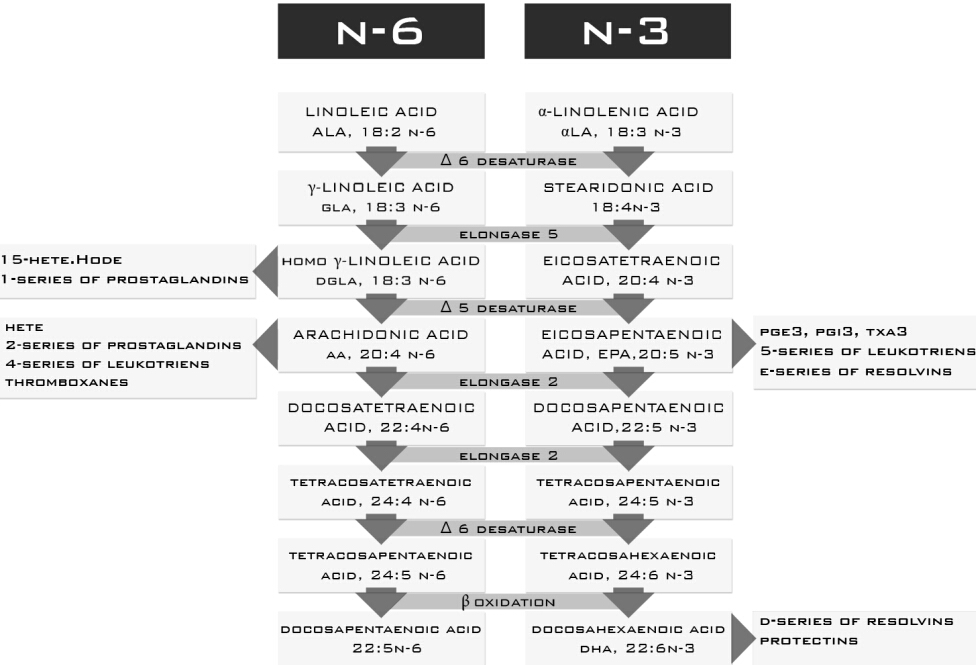 N-6
N-3
LINOLEIC ACID
ALA, 18:2 N-6
α-LINOLENIC ACID
αLA, 18:3 N-3
Δ 6 DESATURASE
γ-LINOLEIC ACID
GLA, 18:3 N-6
STEARIDONIC ACID
18:4N-3
ELONGASE 5
15-HETE.HODE
1-SERIES OF PROSTAGLANDINS
HOMO γ-LINOLEIC ACID
DGLA, 18:3 N-6
EICOSATETRAENOIC
ACID, 20:4 N-3
Δ 5 DESATURASE
HETE
2-SERIES OF PROSTAGLANDINS
4-SERIES OF LEUKOTRIENS
THROMBOXANES
ARACHIDONIC ACID
AA, 20:4 N-6
EICOSAPENTAENOIC
ACID, EPA,20:5 N-3
PGE3, PGI3, TXA3
5-SERIES OF LEUKOTRIENS
E-SERIES OF RESOLVINS
ELONGASE 2
DOCOSATETRAENOIC
ACID, 22:4N-6
DOCOSAPENTAENOIC
ACID,22:5 N-3
ELONGASE 2
TETRACOSATETRAENOIC
ACID, 24:4 N-6
TETRACOSAPENTAENOIC
ACID, 24:5 N-3
Δ 6 DESATURASE
TETRACOSAPENTAENOIC
ACID, 24:5 N-6
TETRACOSAHEXAENOIC
ACID, 24:6 N-3
β OXIDATION
DOCOSAPENTAENOIC ACID
22:5N-6
DOCOSAHEXAENOIC ACID
DHA, 22:6N-3
D-SERIES OF RESOLVINS
PROTECTINS